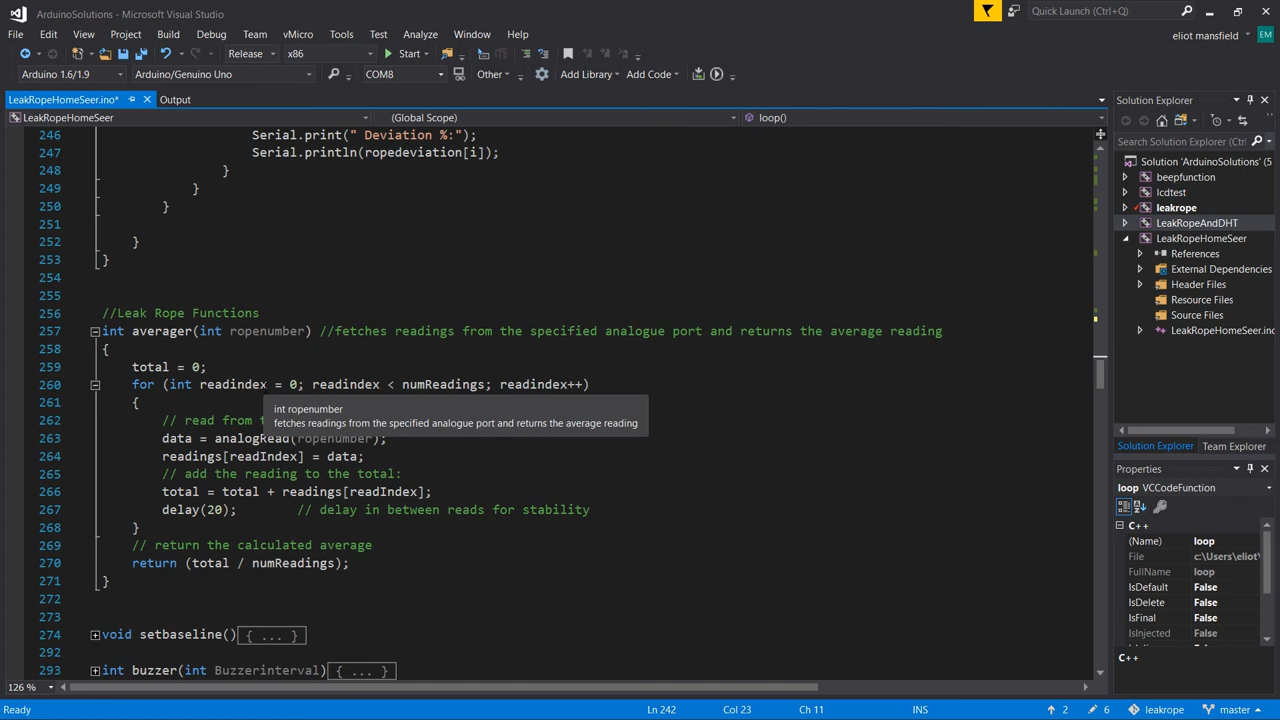 ArduinoSolutions - Microsoft Visual Studio
Quick Launch (Ctrl+Q)
File Edit View Project Build Debug Team vMicro Tools Test Analyze Window Help
eliot mansfield EM
Release x86 Start
Arduino 1.6/1.9 Arduino/Genuino Uno COM8 Other Add Library Add Code
LeakRopeHomeSeer.ino* Output
LeakRopeHomeSeer (Global Scope) loop()
246 Serial.print(" Deviation %:");
247 Serial.println(ropedeviation[i]);
248 }
249 }
250 }
251
252 }
253 }
254
255
256 //Leak Rope Functions
257 int averager(int ropenumber) //fetches readings from the specified analogue port and returns the average reading
258 {
259 total = 0;
260 for (int readindex = 0; readindex < numReadings; readindex++)
261 {
int ropenumber
fetches readings from the specified analogue port and returns the average reading
262 // read from
263 data = analogRead(ropenumber);
264 readings[readIndex] = data;
265 // add the reading to the total:
266 total = total + readings[readIndex];
267 delay(20); // delay in between reads for stability
268 }
269 // return the calculated average
270 return (total / numReadings);
271 }
272
273
274 void setbaseline() { ... }
292
293 int buzzer(int Buzzerinterval) { ... }
126 %
Solution Explorer
Search Solution Explorer (Ctrl
Solution 'ArduinoSolutions' (5
beepfunction
lcdtest
leakrope
LeakRopeAndDHT
LeakRopeHomeSeer
References
External Dependencies
Header Files
Resource Files
Source Files
LeakRopeHomeSeer.ino
Solution Explorer Team Explorer
Properties
loop VCCodeFunction
C++
(Name) loop
File c:\Users\eliot\
FullName loop
IsDefault False
IsDelete False
IsFinal False
IsInjected False
C++
Ready Ln 242 Col 23 Ch 11 INS 2 6 leakrope master